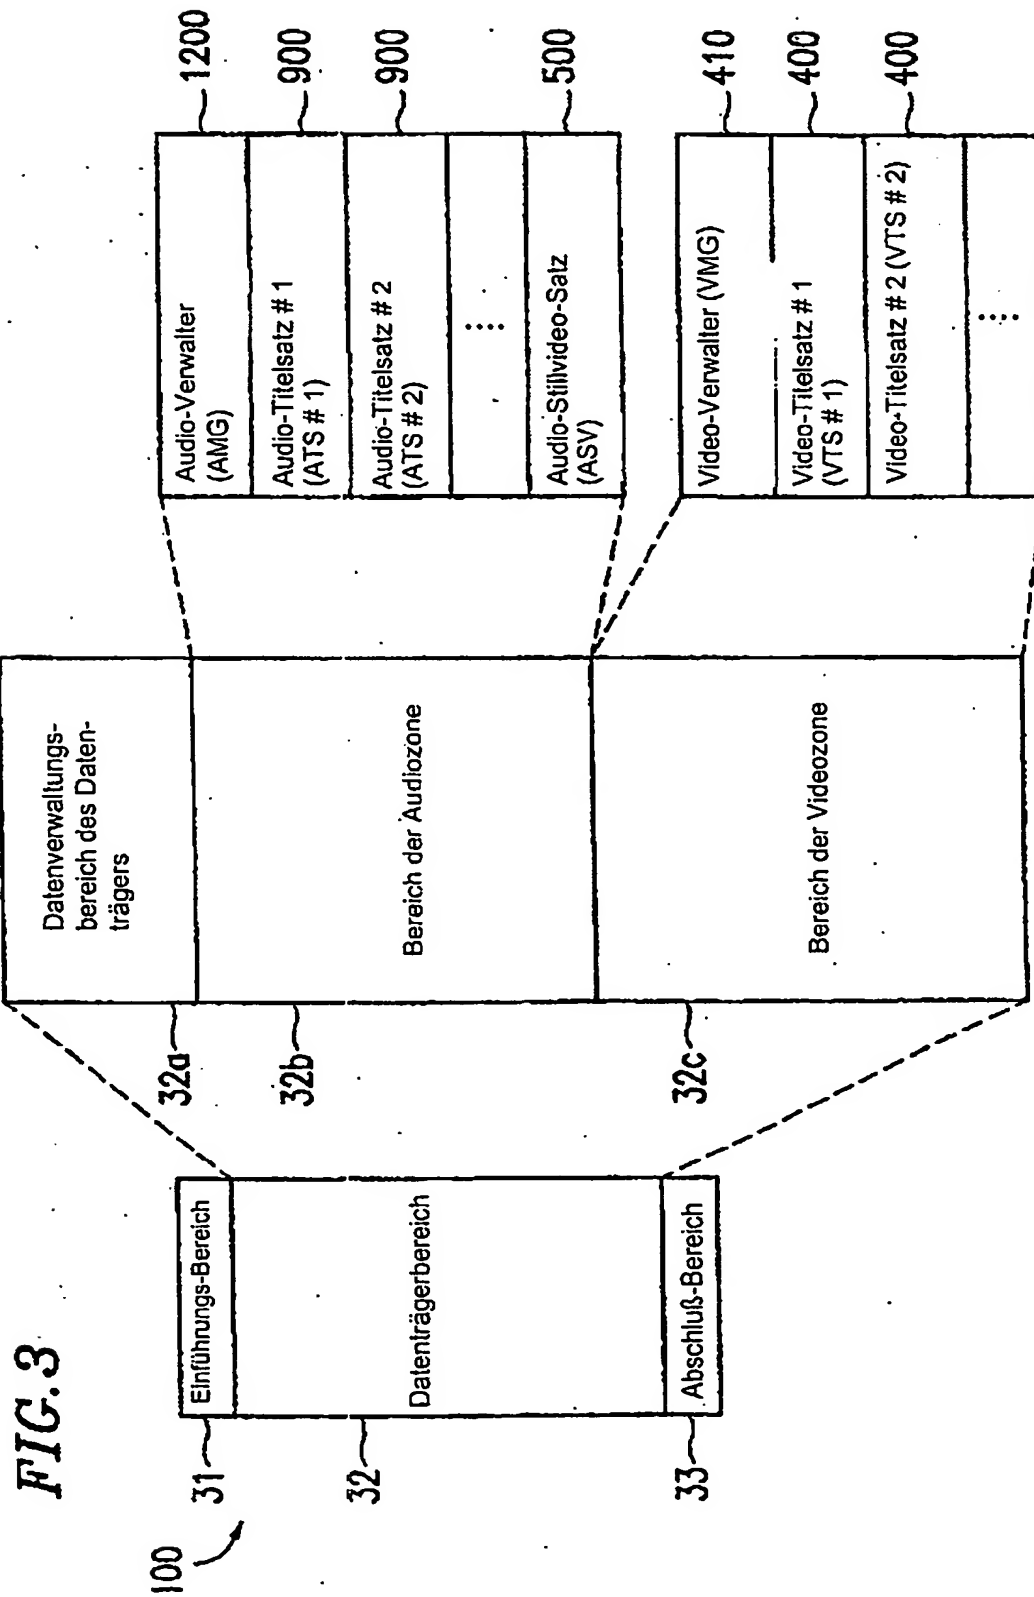 FIG. 3
100
31
Einführungs-Bereich
32
Datenträgerbereich
33
Abschluß-Bereich
32a
Datenverwaltungs-
bereich des Daten-
trägers
32b
Bereich der Audiozone
32c
Bereich der Videozone
Audio-Verwalter
(AMG)
1200
Audio-Titelsatz # 1
(ATS # 1)
900
Audio-Titelsatz # 2
(ATS # 2)
900
Audio-Stillvideo-Satz
(ASV)
500
Video-Verwalter (VMG)
410
Video-Titelsatz # 1
(VTS # 1)
400
Video-Titelsatz # 2 (VTS # 2)
400